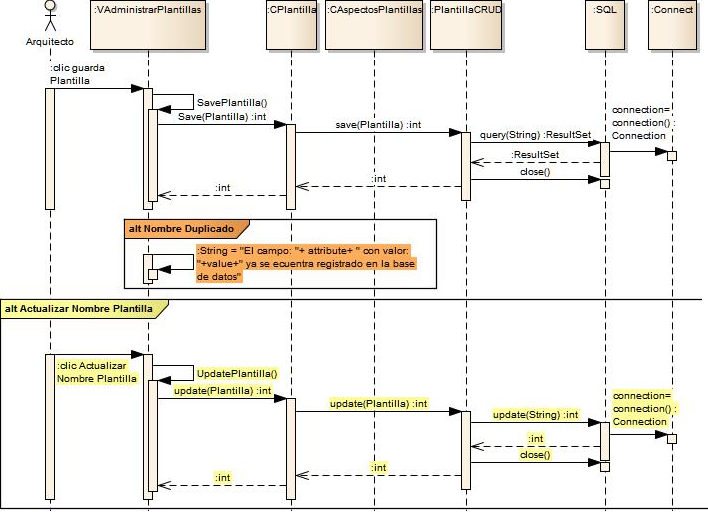 :VAdministrarPlantillas
:CPlantilla
:CAspectosPlantillas
:PlantillaCRUD
:SQL
:Connect
Arquitecto
:clic guarda
Plantilla
SavePlantilla()
Save(Plantilla) :int
save(Plantilla) :int
query(String) :ResultSet
connection=
connection() :
Connection
:ResultSet
close()
:int
:int
alt Nombre Duplicado
:String = "El campo: "+ attribute+ " con valor:
"+value+" ya se ecuentra registrado en la base
de datos"
alt Actualizar Nombre Plantilla
:clic Actualizar
Nombre Plantilla
UpdatePlantilla()
update(Plantilla) :int
update(Plantilla) :int
update(String) :int
connection=
connection() :
Connection
:int
close()
:int
:int